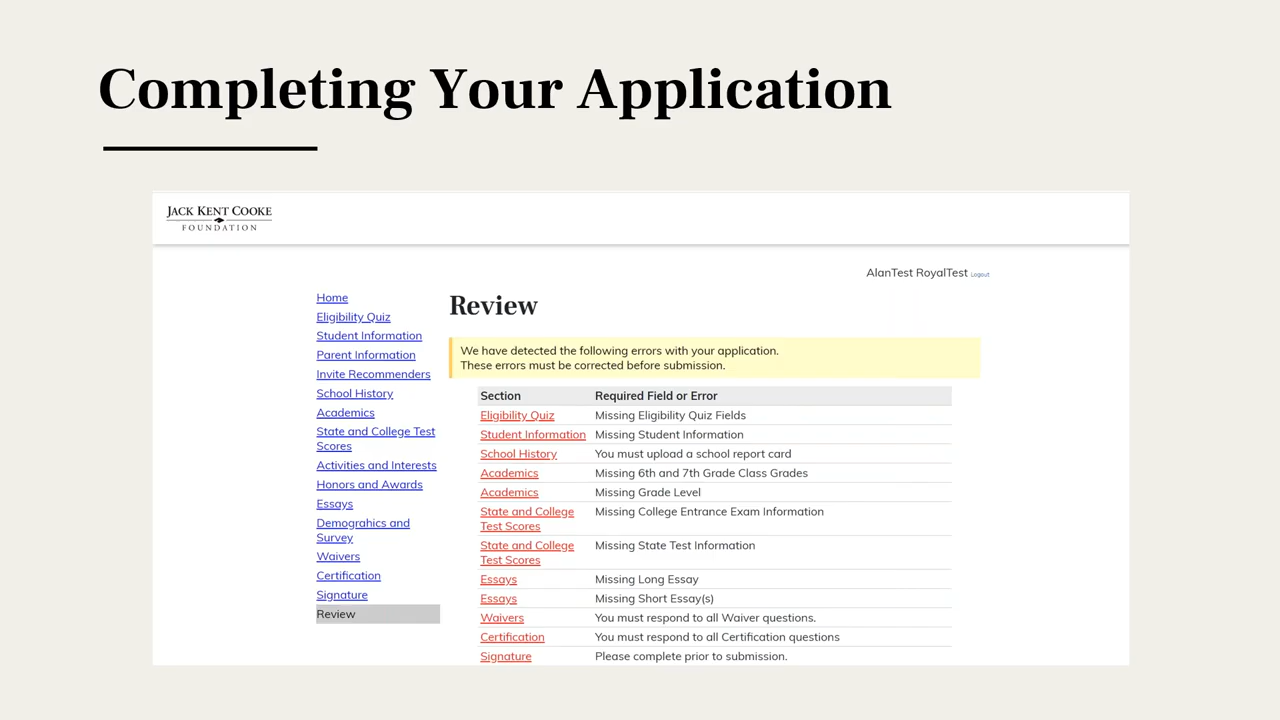 Completing Your Application
JACK KENT COOKE
FOUNDATION
AlanTest RoyalTest Logout
Home
Eligibility Quiz
Student Information
Parent Information
Invite Recommenders
School History
Academics
State and College Test
Scores
Activities and Interests
Honors and Awards
Essays
Demograhics and
Survey
Waivers
Certification
Signature
Review
Review
We have detected the following errors with your application.
These errors must be corrected before submission.
Section Required Field or Error
Eligibility Quiz Missing Eligibility Quiz Fields
Student Information Missing Student Information
School History You must upload a school report card
Academics Missing 6th and 7th Grade Class Grades
Academics Missing Grade Level
State and College Missing College Entrance Exam Information
Test Scores
State and College Missing State Test Information
Test Scores
Essays Missing Long Essay
Essays Missing Short Essay(s)
Waivers You must respond to all Waiver questions.
Certification You must respond to all Certification questions
Signature Please complete prior to submission.